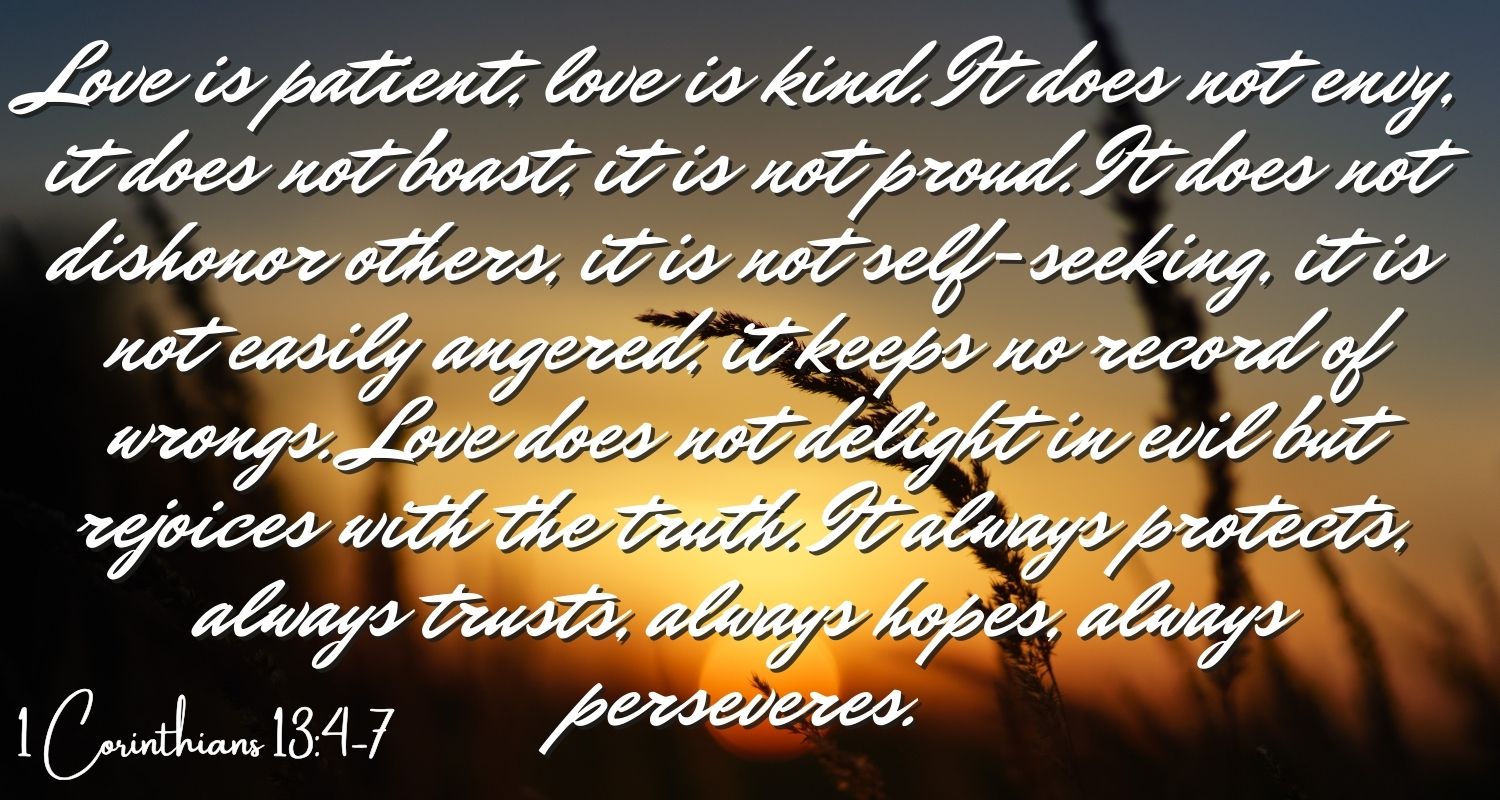 Love is patient, love is kind. It does not envy,
it does not boast, it is not proud. It does not
dishonor others, it is not self-seeking, it is
not easily angered, it keeps no record of
wrongs. Love does not delight in evil but
rejoices with the truth. It always protects,
always trusts, always hopes, always
perseveres.
1 Corinthians 13:4-7